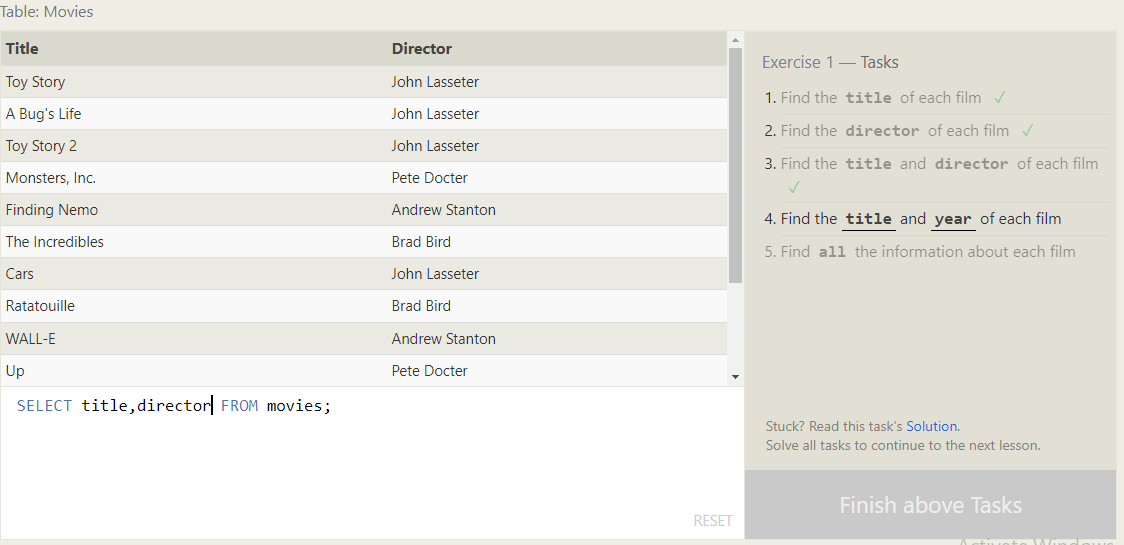 Table: Movies
Title Director
Toy Story John Lasseter
A Bug's Life John Lasseter
Toy Story 2 John Lasseter
Monsters, Inc. Pete Docter
Finding Nemo Andrew Stanton
The Incredibles Brad Bird
Cars John Lasseter
Ratatouille Brad Bird
WALL-E Andrew Stanton
Up Pete Docter
SELECT title,director FROM movies;
RESET
Exercise 1 — Tasks
1. Find the title of each film ✓
2. Find the director of each film ✓
3. Find the title and director of each film
✓
4. Find the title and year of each film
5. Find all the information about each film
Stuck? Read this task's Solution.
Solve all tasks to continue to the next lesson.
Finish above Tasks
Activate Windows